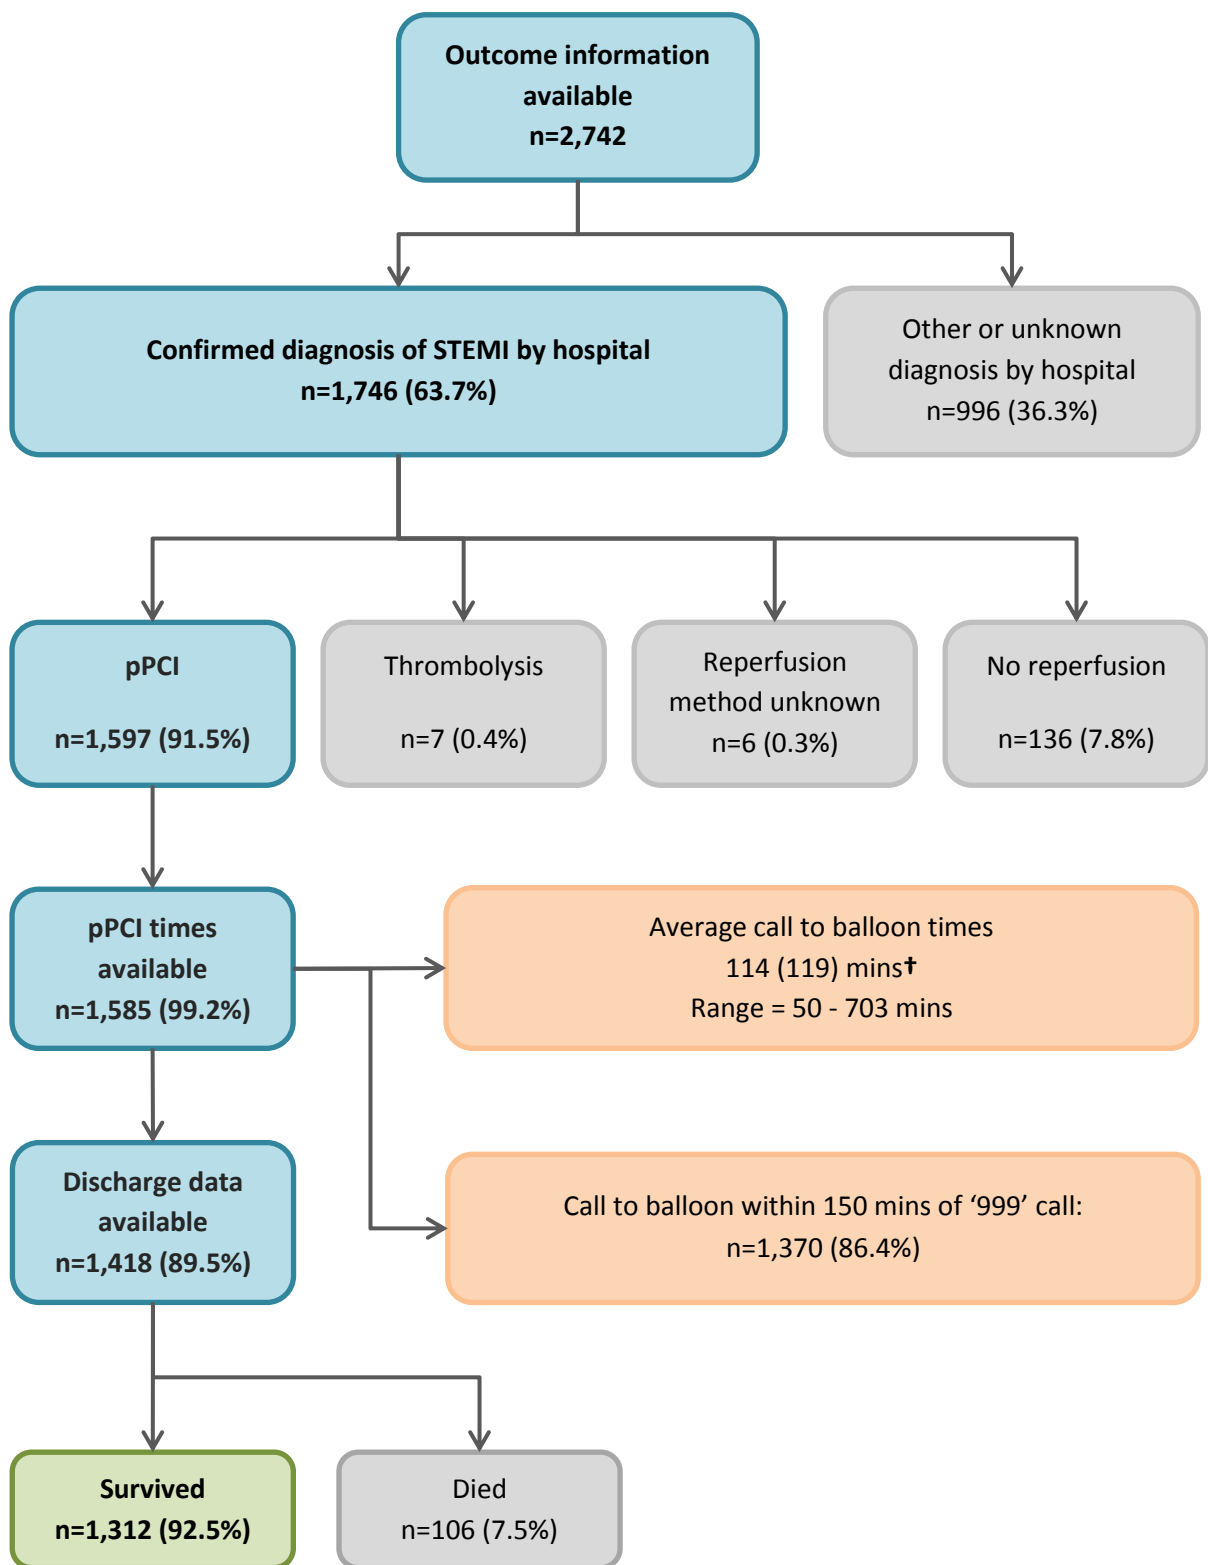 Outcome information
available
n=2,742
Confirmed diagnosis of STEMI by hospital
n=1,746 (63.7%)
Other or unknown
diagnosis by hospital
n=996 (36.3%)
pPCI
n=1,597 (91.5%)
Thrombolysis
n=7 (0.4%)
Reperfusion
method unknown
n=6 (0.3%)
No reperfusion
n=136 (7.8%)
pPCI times
available
n=1,585 (99.2%)
Average call to balloon times
114 (119) mins✝
Range = 50 - 703 mins
Discharge data
available
n=1,418 (89.5%)
Call to balloon within 150 mins of ‘999’ call:
n=1,370 (86.4%)
Survived
n=1,312 (92.5%)
Died
n=106 (7.5%)